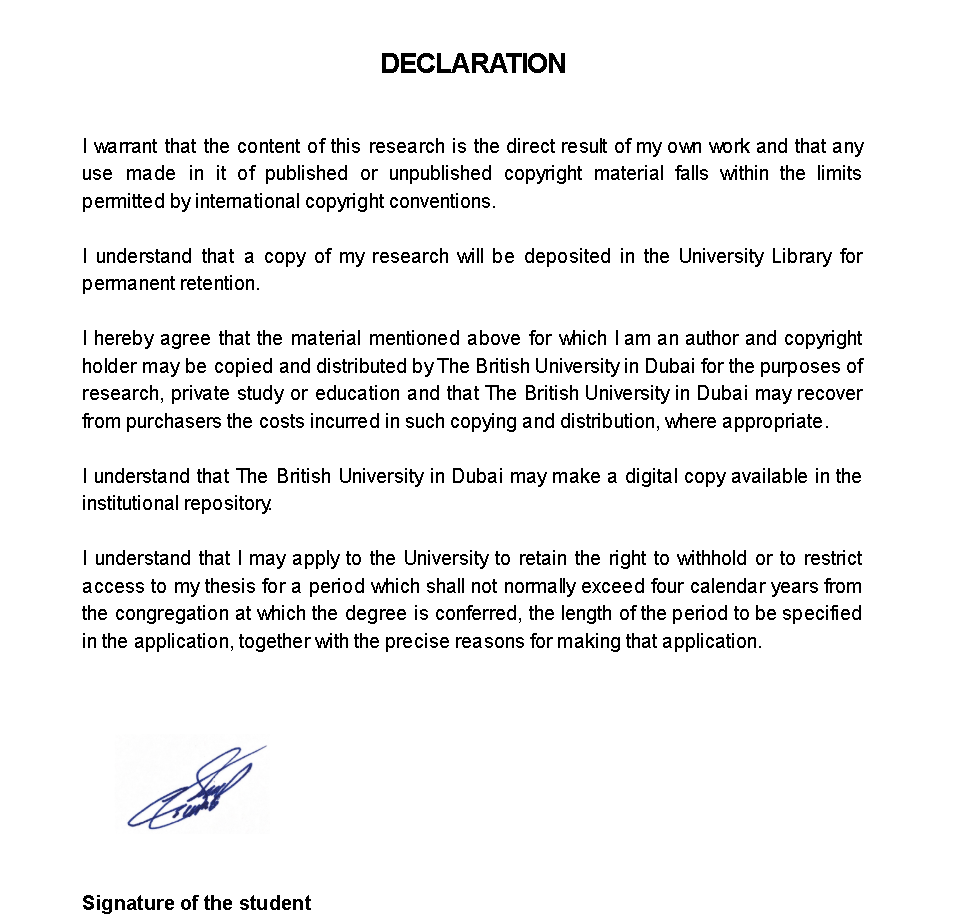 DECLARATION
I warrant that the content of this research is the direct result of my own work and that any
use made in it of published or unpublished copyright material falls within the limits
permitted by international copyright conventions.
I understand that a copy of my research will be deposited in the University Library for
permanent retention.
I hereby agree that the material mentioned above for which I am an author and copyright
holder may be copied and distributed by The British University in Dubai for the purposes of
research, private study or education and that The British University in Dubai may recover
from purchasers the costs incurred in such copying and distribution, where appropriate.
I understand that The British University in Dubai may make a digital copy available in the
institutional repository.
I understand that I may apply to the University to retain the right to withhold or to restrict
access to my thesis for a period which shall not normally exceed four calendar years from
the congregation at which the degree is conferred, the length of the period to be specified
in the application, together with the precise reasons for making that application.
Signature of the student